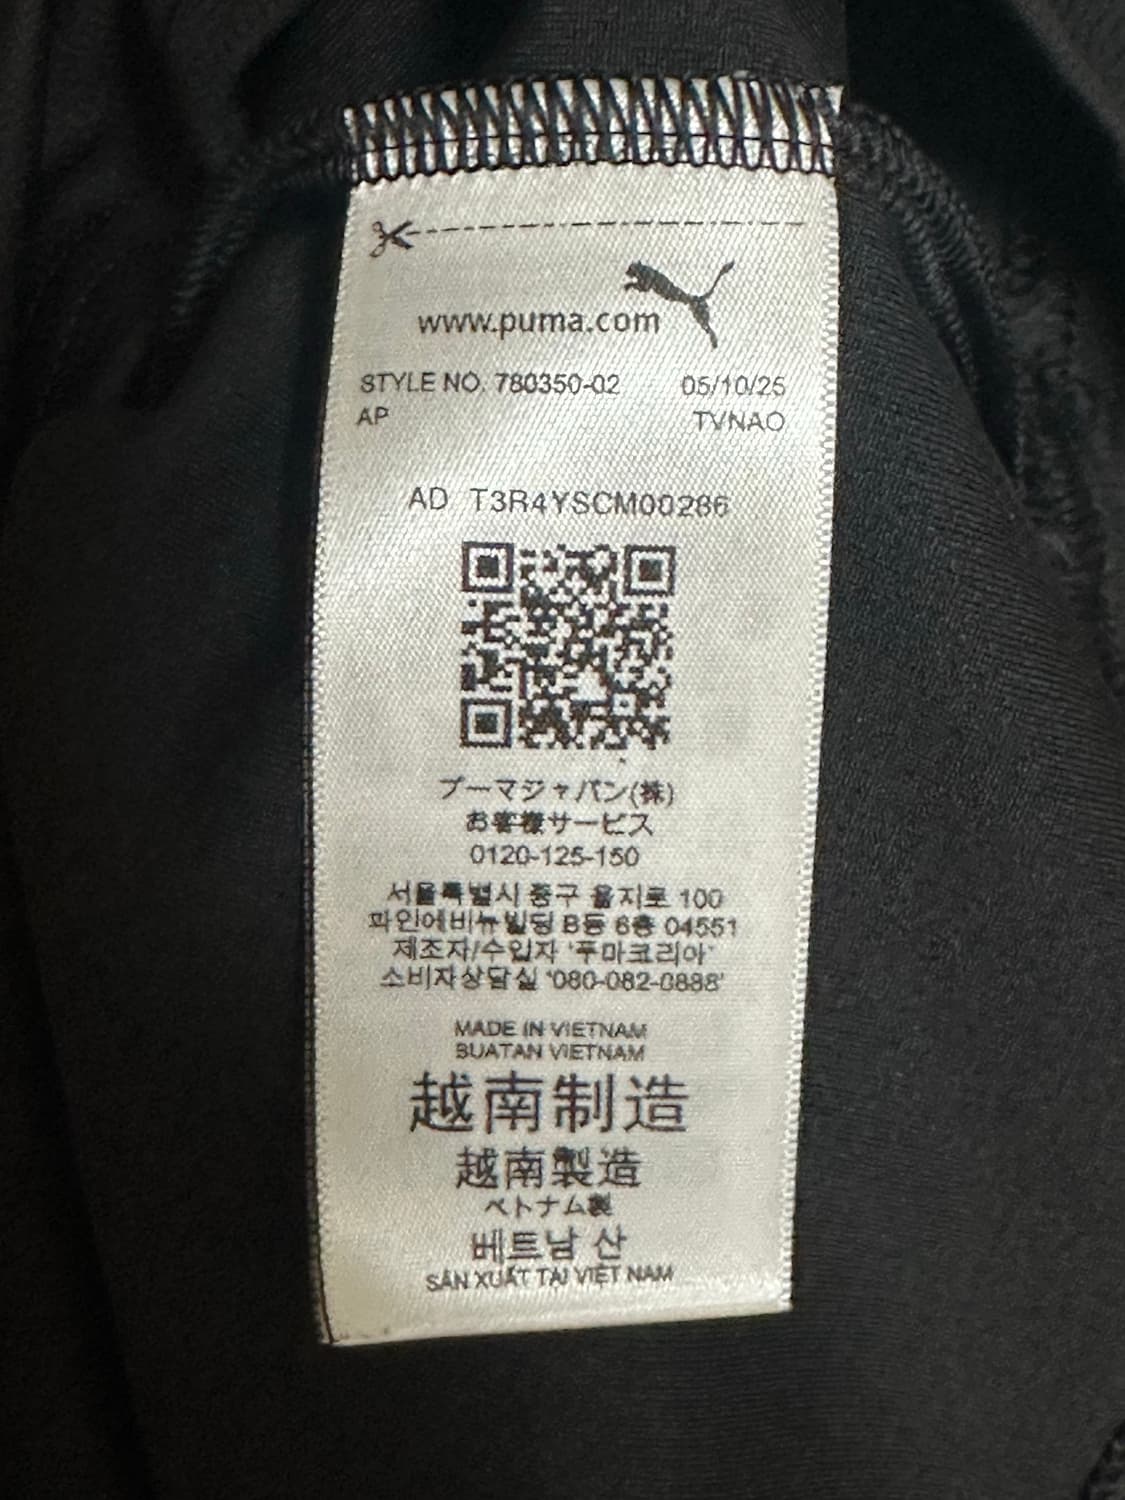 www.puma.com
STYLE NO. 780350-02 05/10/25
AP TVNAO
AD T3R4YSCM00286
プーマジャパン(株)
お客様サービス
0120-125-150
서울특별시 중구 을지로 100
파인에비뉴빌딩 B동 6층 04551
제조자/수입자 '푸마코리아'
소비자상담실 '080-082-0888'
MADE IN VIETNAM
BUATAN VIETNAM
越南制造
越南製造
ベトナム製
베트남 산
SẢN XUẤT TẠI VIỆT NAM